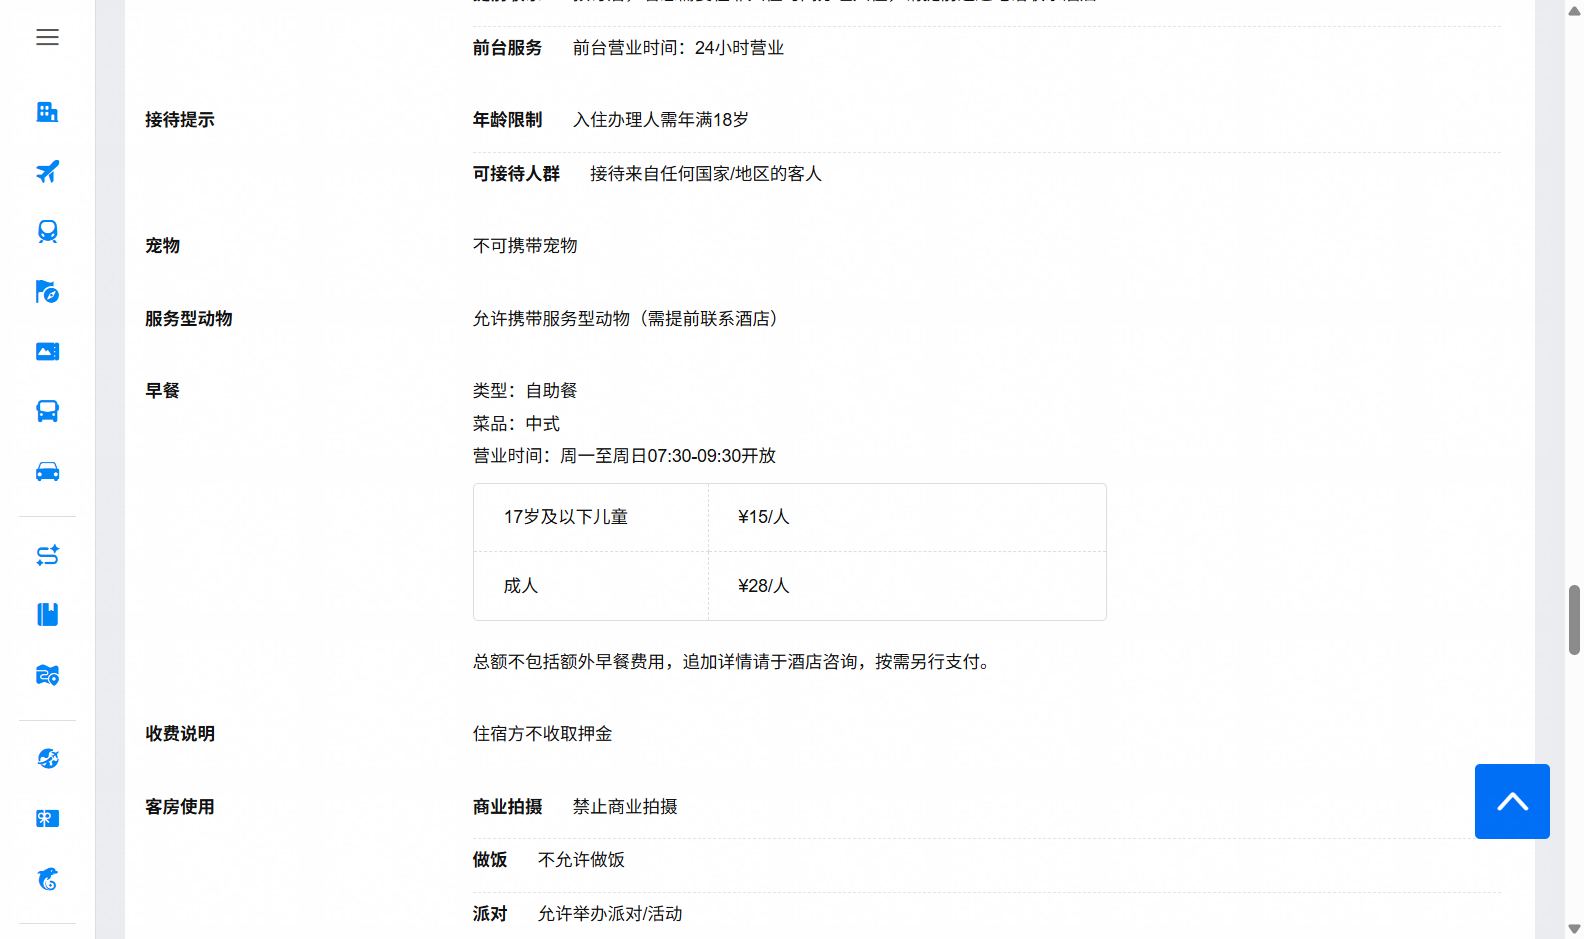 前台服务 前台营业时间：24小时营业
接待提示 年龄限制 入住办理人需年满18岁
可接待人群 接待来自任何国家/地区的客人
宠物 不可携带宠物
服务型动物 允许携带服务型动物（需提前联系酒店）
早餐 类型：自助餐
菜品：中式
营业时间：周一至周日07:30-09:30开放
17岁及以下儿童 ¥15/人
成人 ¥28/人
总额不包括额外早餐费用，追加详情请于酒店咨询，按需另行支付。
收费说明 住宿方不收取押金
客房使用 商业拍摄 禁止商业拍摄
做饭 不允许做饭
派对 允许举办派对/活动